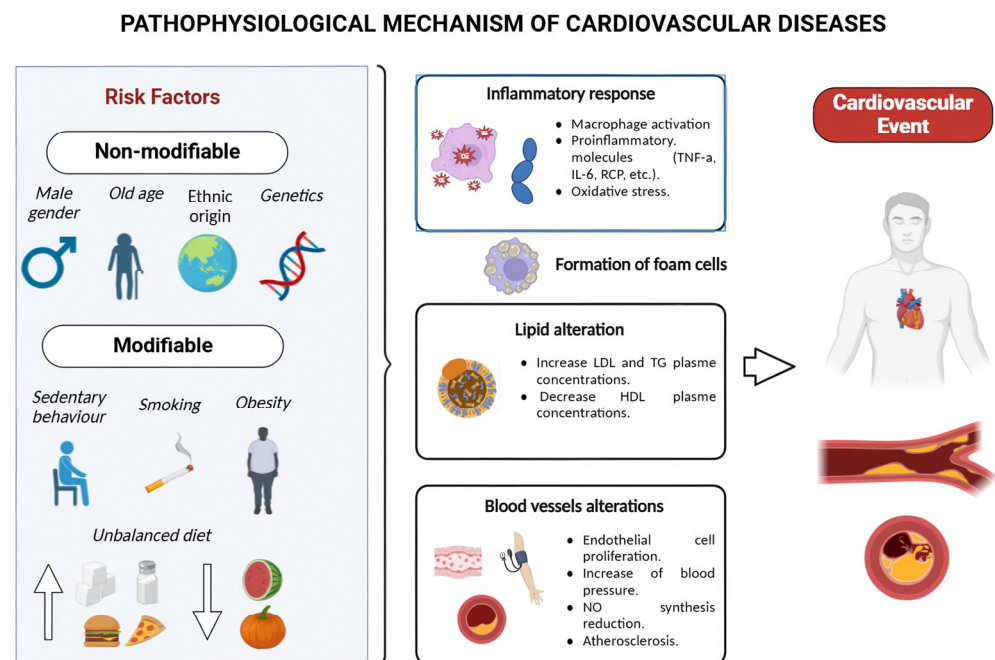 PATHOPHYSIOLOGICAL MECHANISM OF CARDIOVASCULAR DISEASES
Risk Factors
Non-modifiable
Male
gender
Old age
Ethnic
origin
Genetics
Modifiable
Sedentary
behaviour
Smoking
Obesity
Unbalanced diet
Inflammatory response
• Macrophage activation
• Proinflammatory.
molecules (TNF-a,
IL-6, RCP, etc.).
• Oxidative stress.
Formation of foam cells
Lipid alteration
• Increase LDL and TG plasme
concentrations.
• Decrease HDL plasme
concentrations.
Blood vessels alterations
• Endothelial cell
proliferation.
• Increase of blood
pressure.
• NO synthesis
reduction.
• Atherosclerosis.
Cardiovascular
Event